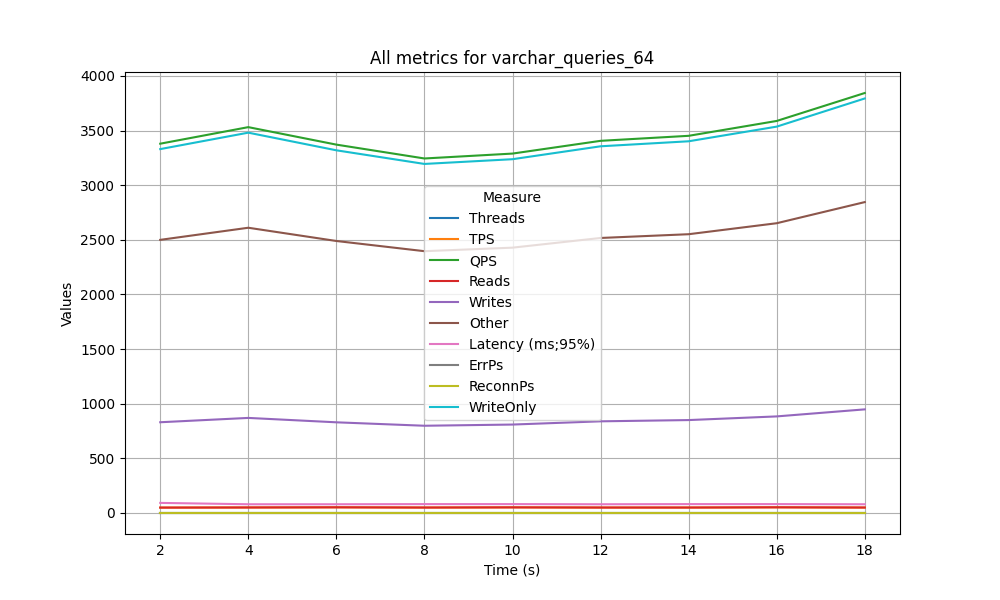 All metrics for varchar_queries_64
4000
3500
3000
2500
2000
1500
1000
500
0
Values
Measure
Threads
TPS
QPS
Reads
Writes
Other
Latency (ms;95%)
ErrPs
ReconnPs
WriteOnly
2 4 6 8 10 12 14 16 18
Time (s)